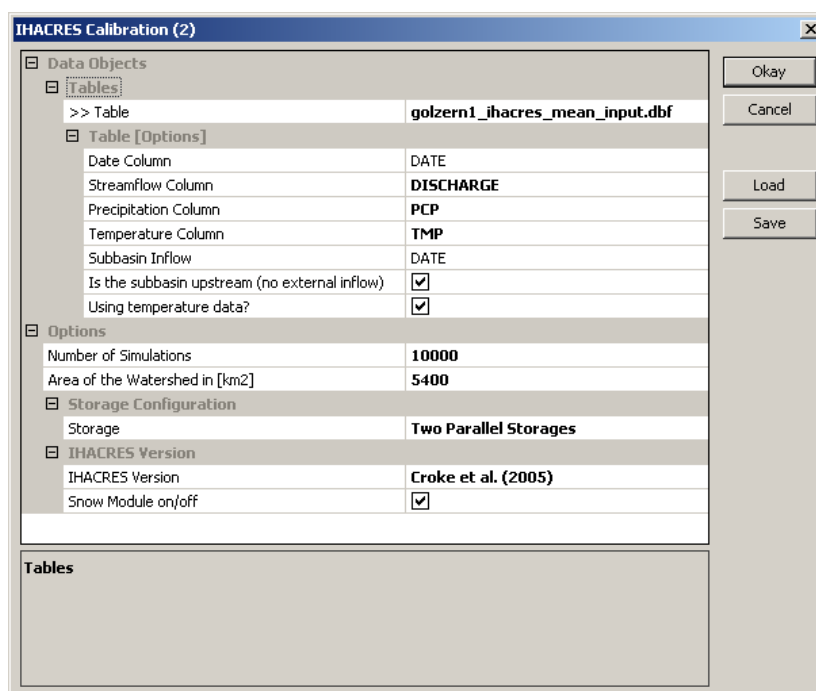 IHACRES Calibration (2)
Data Objects
Tables
>> Table golzern1_ihacres_mean_input.dbf
Table [Options]
Date Column DATE
Streamflow Column DISCHARGE
Precipitation Column PCP
Temperature Column TMP
Subbasin Inflow DATE
Is the subbasin upstream (no external inflow)
Using temperature data?
Options
Number of Simulations 10000
Area of the Watershed in [km2] 5400
Storage Configuration
Storage Two Parallel Storages
IHACRES Version
IHACRES Version Croke et al. (2005)
Snow Module on/off
Tables
Okay
Cancel
Load
Save